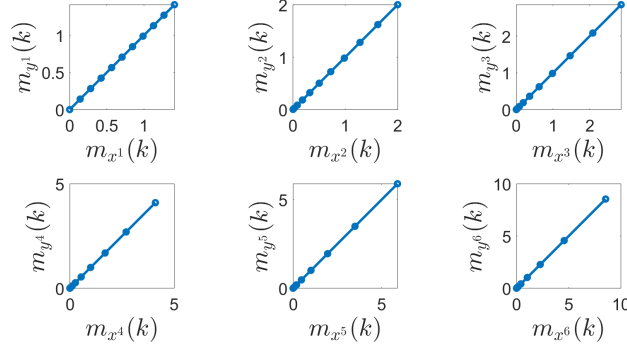 m_{y^1}(k)
1
0.5
0
0 0.5 1
m_{x^1}(k)
m_{y^2}(k)
2
1
0
0 1 2
m_{x^2}(k)
m_{y^3}(k)
2
1
0
0 1 2
m_{x^3}(k)
m_{y^4}(k)
5
0
0 5
m_{x^4}(k)
m_{y^5}(k)
5
0
0 5
m_{x^5}(k)
m_{y^6}(k)
10
5
0
0 5 10
m_{x^6}(k)